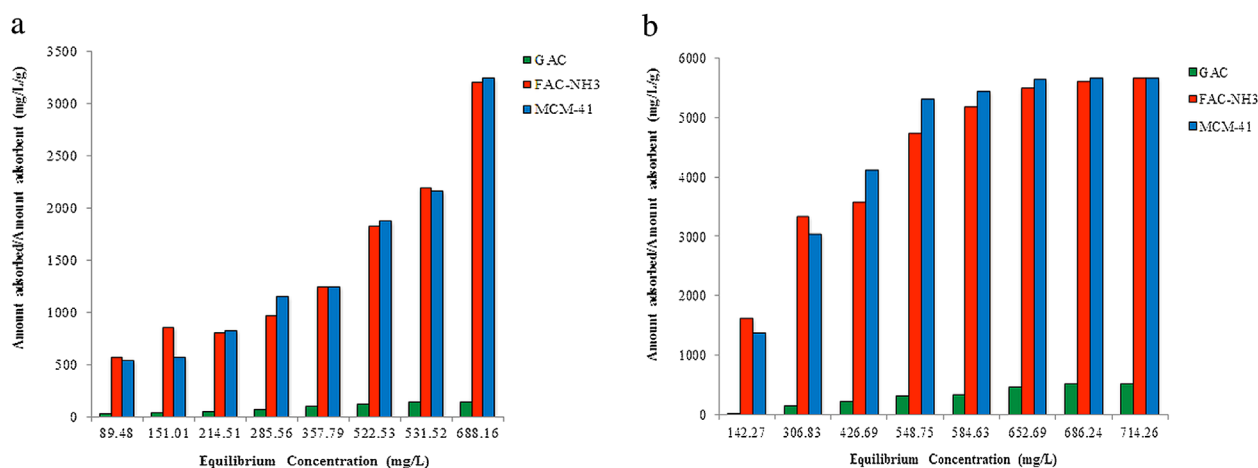 a
Amount adsorbed/Amount adsorbent (mg/L/g)
3500
3000
2500
2000
1500
1000
500
0
89.48 151.01 214.51 285.56 357.79 522.53 531.52 688.16
Equilibrium Concentration (mg/L)
GAC
FAC-NH3
MCM-41
b
Amount adsorbed/Amount adsorbent (mg/L/g)
6000
5000
4000
3000
2000
1000
0
142.27 306.83 426.69 548.75 584.63 652.69 686.24 714.26
Equilibrium Concentration (mg/L)
GAC
FAC-NH3
MCM-41